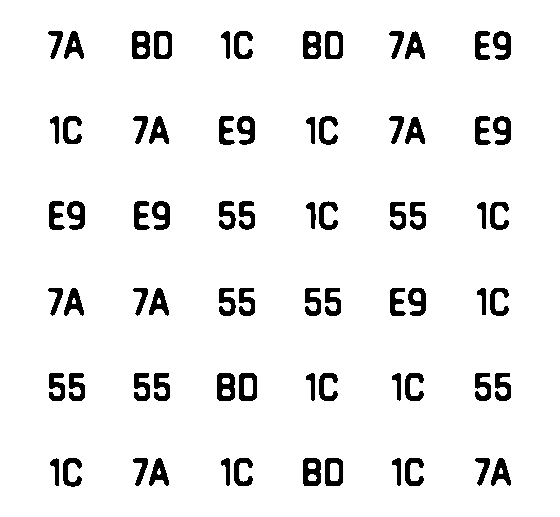 7A BD 1C BD 7A E9
1C 7A E9 1C 7A E9
E9 E9 55 1C 55 1C
7A 7A 55 55 E9 1C
55 55 BD 1C 1C 55
1C 7A 1C BD 1C 7A